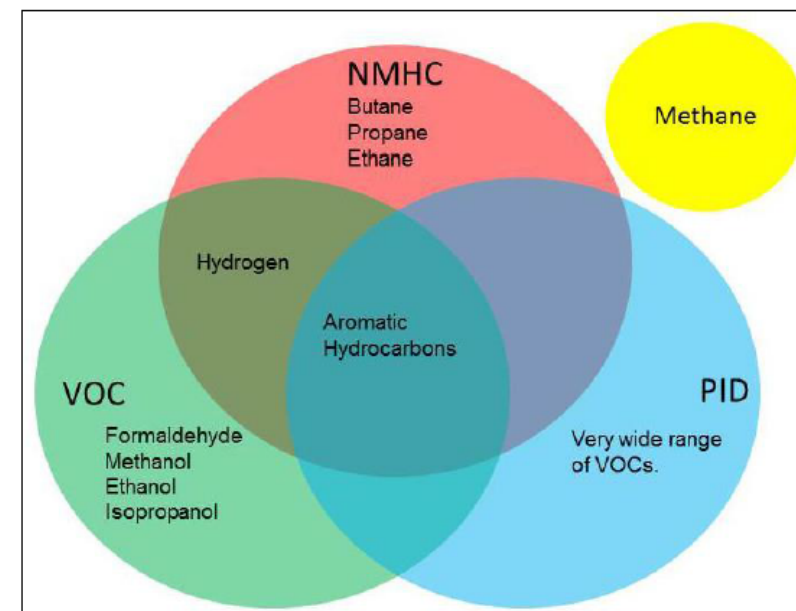 NMHC
Butane
Propane
Ethane
Methane
Hydrogen
Aromatic
Hydrocarbons
VOC
Formaldehyde
Methanol
Ethanol
Isopropanol
PID
Very wide range
of VOCs.